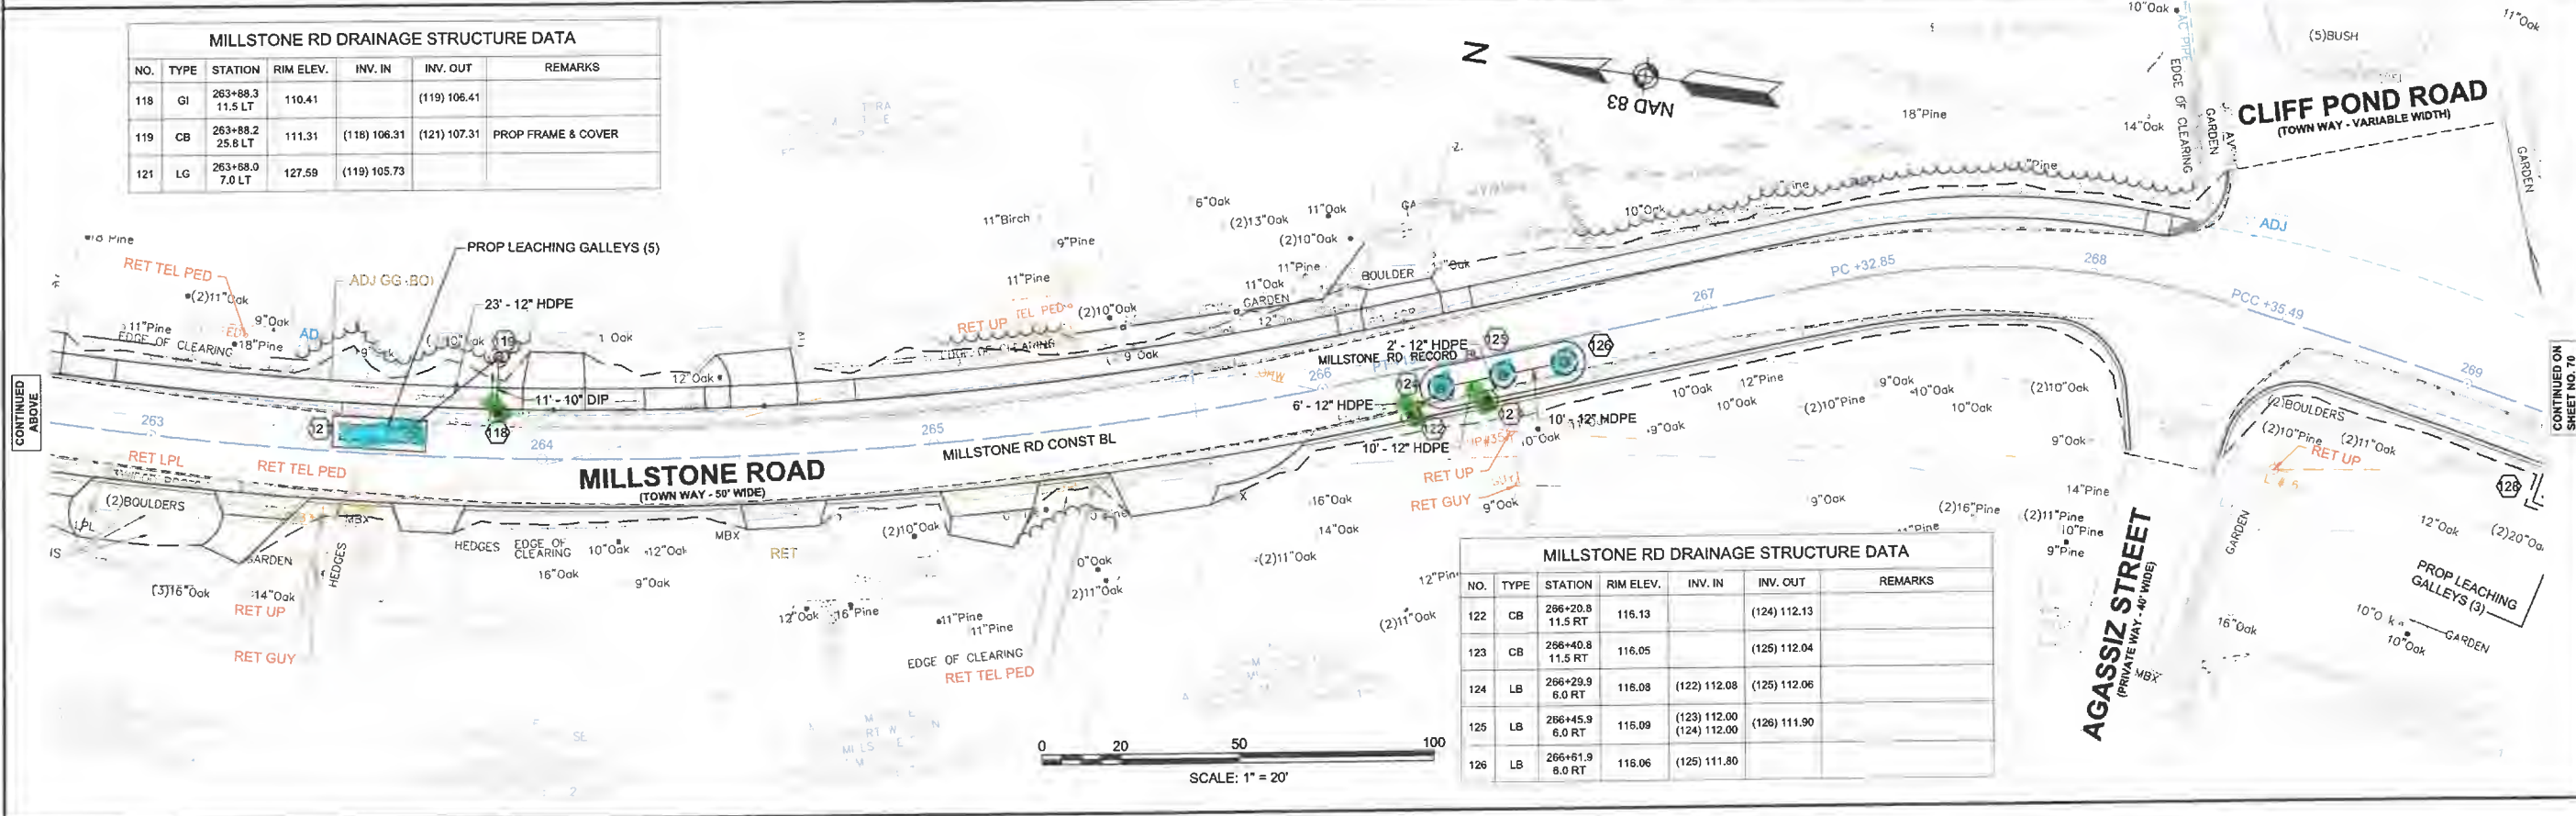 MILLSTONE RD DRAINAGE STRUCTURE DATA
NO. TYPE STATION RIM ELEV. INV. IN INV. OUT REMARKS
118 GI 263+88.3 11.5 LT 110.41 (119) 106.41
119 CB 263+88.2 25.8 LT 111.31 (118) 106.31 (121) 107.31 PROP FRAME & COVER
121 LG 263+68.0 7.0 LT 127.59 (119) 105.73
N
NAD 83
10"Oak
11"Oak
(5)BUSH
AC PIPE
EDGE OF CLEARING
GARDEN
18"Pine
14"Oak
CLIFF POND ROAD
(TOWN WAY - VARIABLE WIDTH)
GARDEN
ADJ
PROP LEACHING GALLEYS (5)
RET TEL PED
(2)11"Oak
23' - 12" HDPE
11"Pine
9"Oak
EDGE OF CLEARING
18"Pine
119
11' - 10" DIP
118
12"Oak
11"Birch
9"Pine
11"Pine
RET UP
TEL PED
(2)10"Oak
6"Oak
(2)13"Oak
11"Oak
(2)10"Oak
11"Pine
11"Oak
GARDEN
BOULDER
10"Oak
9 Oak
2' - 12" HDPE
125
126
MILLSTONE RD RECORD
6' - 12" HDPE
122
10' - 12" HDPE
10' - 12" HDPE
PC +32.85
PCC +35.49
263
264
265
266
267
268
269
CONTINUED
ABOVE
CONTINUED ON
SHEET NO. 70
MILLSTONE ROAD
(TOWN WAY - 50' WIDE)
MILLSTONE RD CONST BL
RET LPL
RET TEL PED
(2)BOULDERS
LPL
MBX
HEDGES
HEDGES
EDGE OF
CLEARING
10"Oak
12"Oak
MBX
RET
16"Oak
9"Oak
(3)16"Oak
14"Oak
RET UP
RET GUY
(2)10"Oak
12"Oak
16"Pine
11"Pine
11"Pine
EDGE OF CLEARING
RET TEL PED
16"Oak
14"Oak
(2)11"Oak
(2)11"Oak
RET UP
RET GUY
9"Oak
10"Oak
9"Oak
10"Oak
12"Pine
10"Oak
(2)10"Pine
9"Oak
10"Oak
10"Oak
(2)10"Oak
9"Oak
9"Oak
(2)16"Pine
14"Pine
(2)11"Pine
10"Pine
9"Pine
AGASSIZ STREET
(PRIVATE WAY - 40' WIDE)
MBX
GARDEN
16"Oak
(2)BOULDERS
(2)10"Pine
(2)11"Oak
RET UP
128
12"Oak
PROP LEACHING
GALLEYS (3)
GARDEN
10"Oak
0 20 50 100
SCALE: 1" = 20'
MILLSTONE RD DRAINAGE STRUCTURE DATA
NO. TYPE STATION RIM ELEV. INV. IN INV. OUT REMARKS
122 CB 266+20.8 11.5 RT 116.13 (124) 112.13
123 CB 266+40.8 11.5 RT 116.05 (125) 112.04
124 LB 266+29.9 6.0 RT 116.08 (122) 112.08 (125) 112.06
125 LB 266+45.9 6.0 RT 116.09 (123) 112.00 (124) 112.00 (126) 111.90
126 LB 266+61.9 6.0 RT 116.06 (125) 111.80